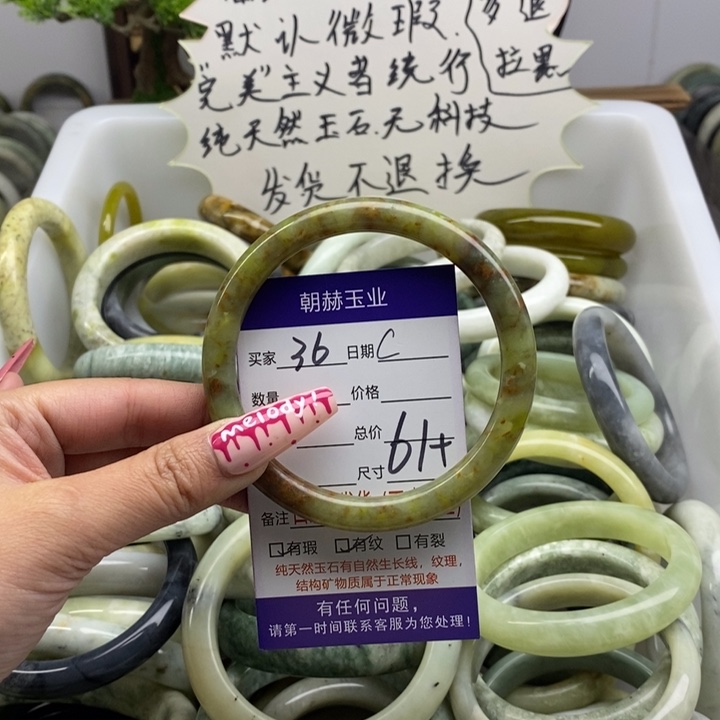 默认微瑕.
多退
拉黑
"完美"主义者绕行
纯天然玉石.无科技
发货不退换
朝赫玉业
买家 36 日期 C
数量 价格
总价
尺寸 61+
备注
有瑕 有纹 有裂
纯天然玉石有自然生长线，纹理，
结构矿物质属于正常现象
有任何问题，
请第一时间联系客服为您处理!
melody!